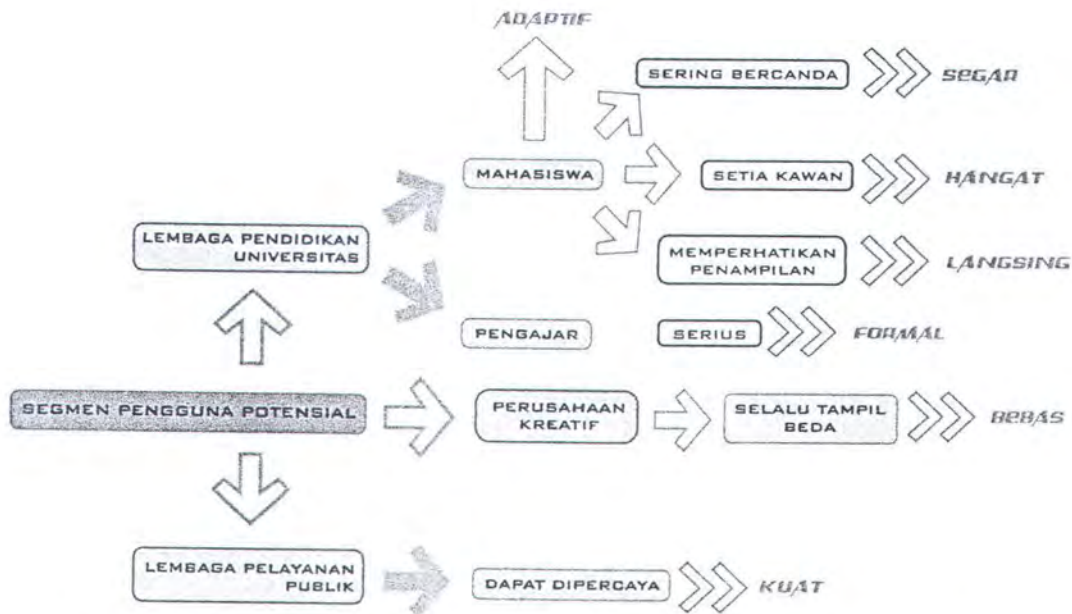 ADAPTIF
SERING BERCANDA
SEGAR
MAHASISWA
SETIA KAWAN
HANGAT
LEMBAGA PENDIDIKAN
UNIVERSITAS
MEMPERHATIKAN
PENAMPILAN
LANGSING
PENGAJAR
SERIUS
FORMAL
SEGMEN PENGGUNA POTENSIAL
PERUSAHAAN
KREATIF
SELALU TAMPIL
BEDA
BEBAS
LEMBAGA PELAYANAN
PUBLIK
DAPAT DIPERCAYA
KUAT